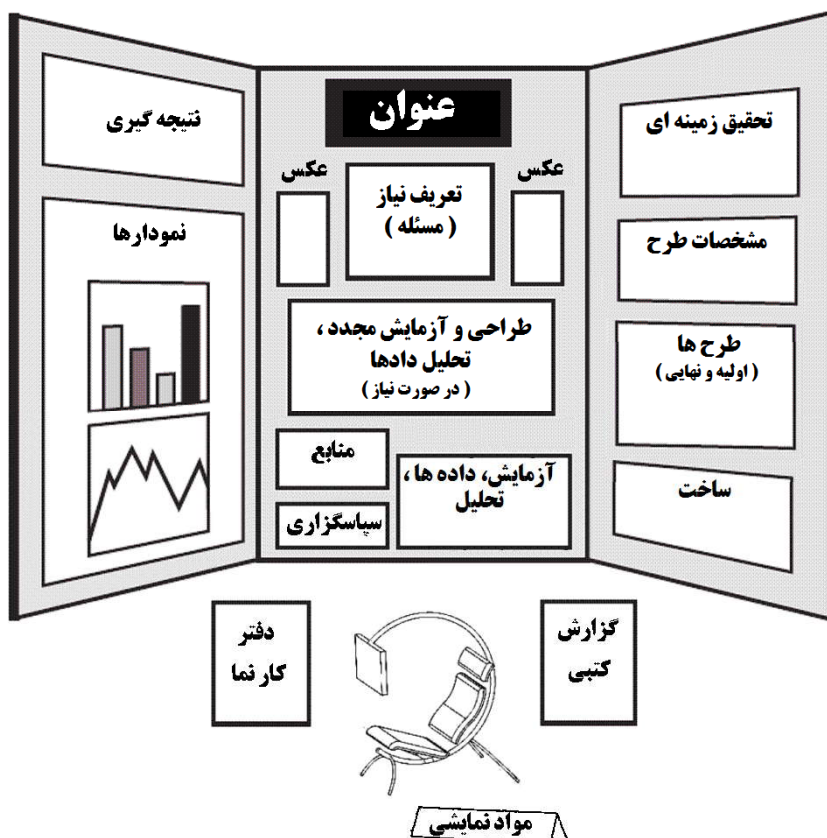 عنوان
تحقیق زمینه ای
مشخصات طرح
طرح ها
( اولیه و نهایی )
ساخت
عکس
تعریف نیاز
( مسئله )
عکس
طراحی و آزمایش مجدد ،
تحلیل دادها
( در صورت نیاز )
آزمایش، داده ها ،
تحلیل
منابع
سپاسگزاری
نتیجه گیری
نمودارها
گزارش
کتبی
دفتر
کار نما
مواد نمایشی